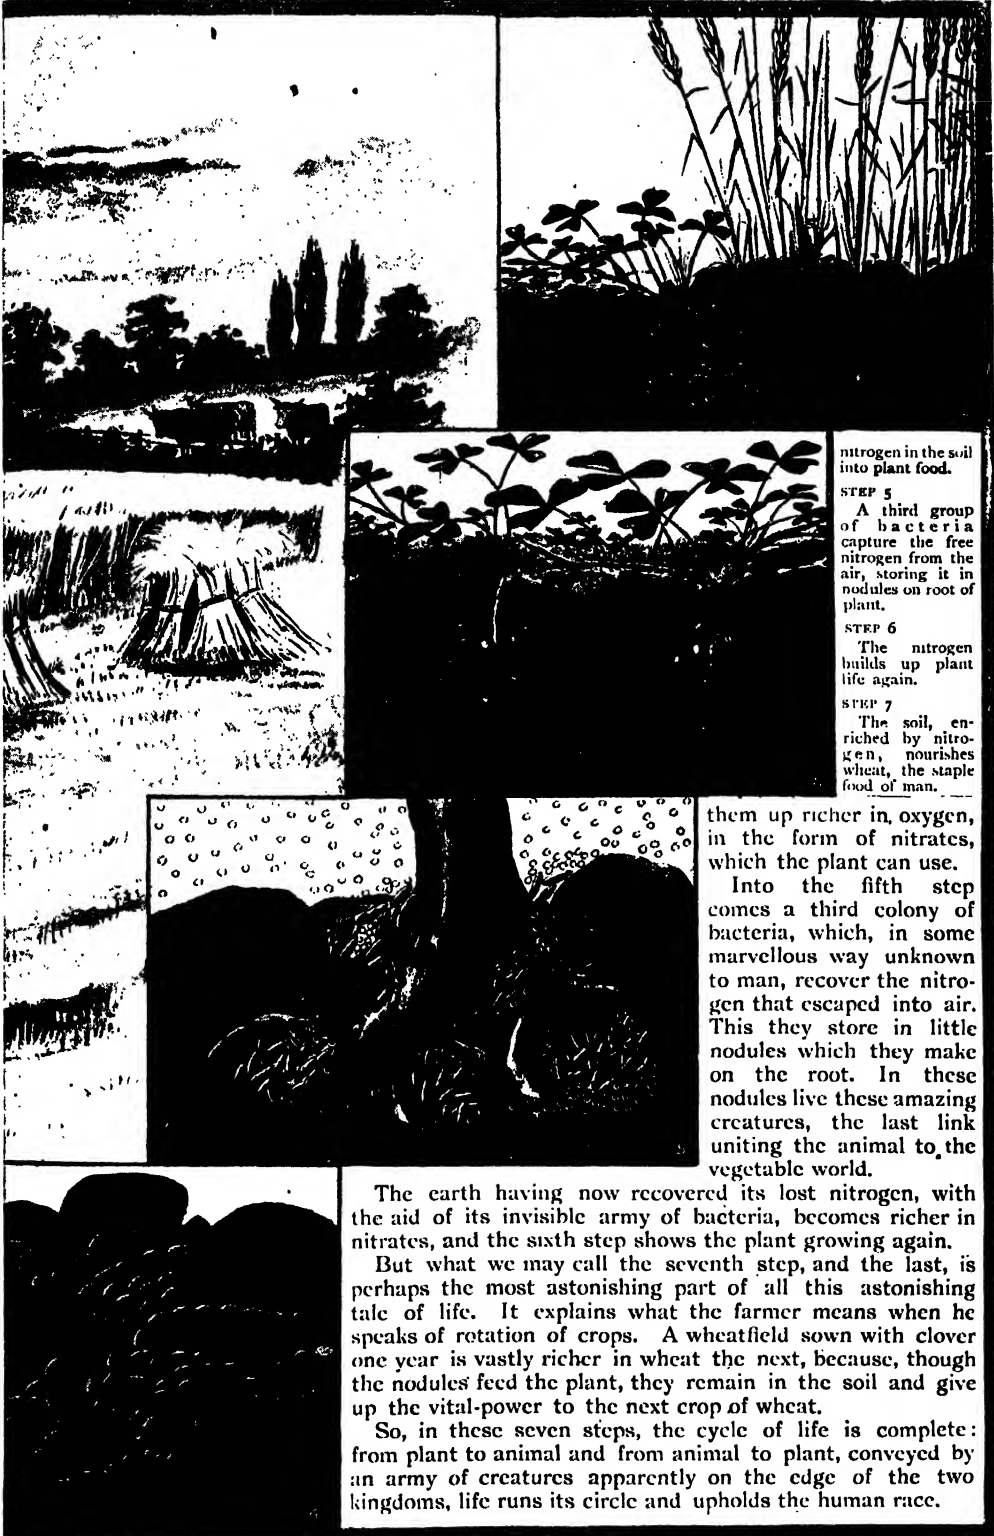 nitrogen in the soil
into plant food.
STEP 5
A third group
of bacteria
capture the free
nitrogen from the
air, storing it in
nodules on root of
plant.
STEP 6
The nitrogen
builds up plant
life again.
STEP 7
The soil, en-
riched by nitro-
gen, nourishes
wheat, the staple
food of man.
them up richer in oxygen,
in the form of nitrates,
which the plant can use.
Into the fifth step
comes a third colony of
bacteria, which, in some
marvellous way unknown
to man, recover the nitro-
gen that escaped into air.
This they store in little
nodules which they make
on the root. In these
nodules live these amazing
creatures, the last link
uniting the animal to the
vegetable world.
The earth having now recovered its lost nitrogen, with
the aid of its invisible army of bacteria, becomes richer in
nitrates, and the sixth step shows the plant growing again.
But what we may call the seventh step, and the last, is
perhaps the most astonishing part of all this astonishing
tale of life. It explains what the farmer means when he
speaks of rotation of crops. A wheatfield sown with clover
one year is vastly richer in wheat the next, because, though
the nodules feed the plant, they remain in the soil and give
up the vital-power to the next crop of wheat.
So, in these seven steps, the cycle of life is complete:
from plant to animal and from animal to plant, conveyed by
an army of creatures apparently on the edge of the two
kingdoms, life runs its circle and upholds the human race.